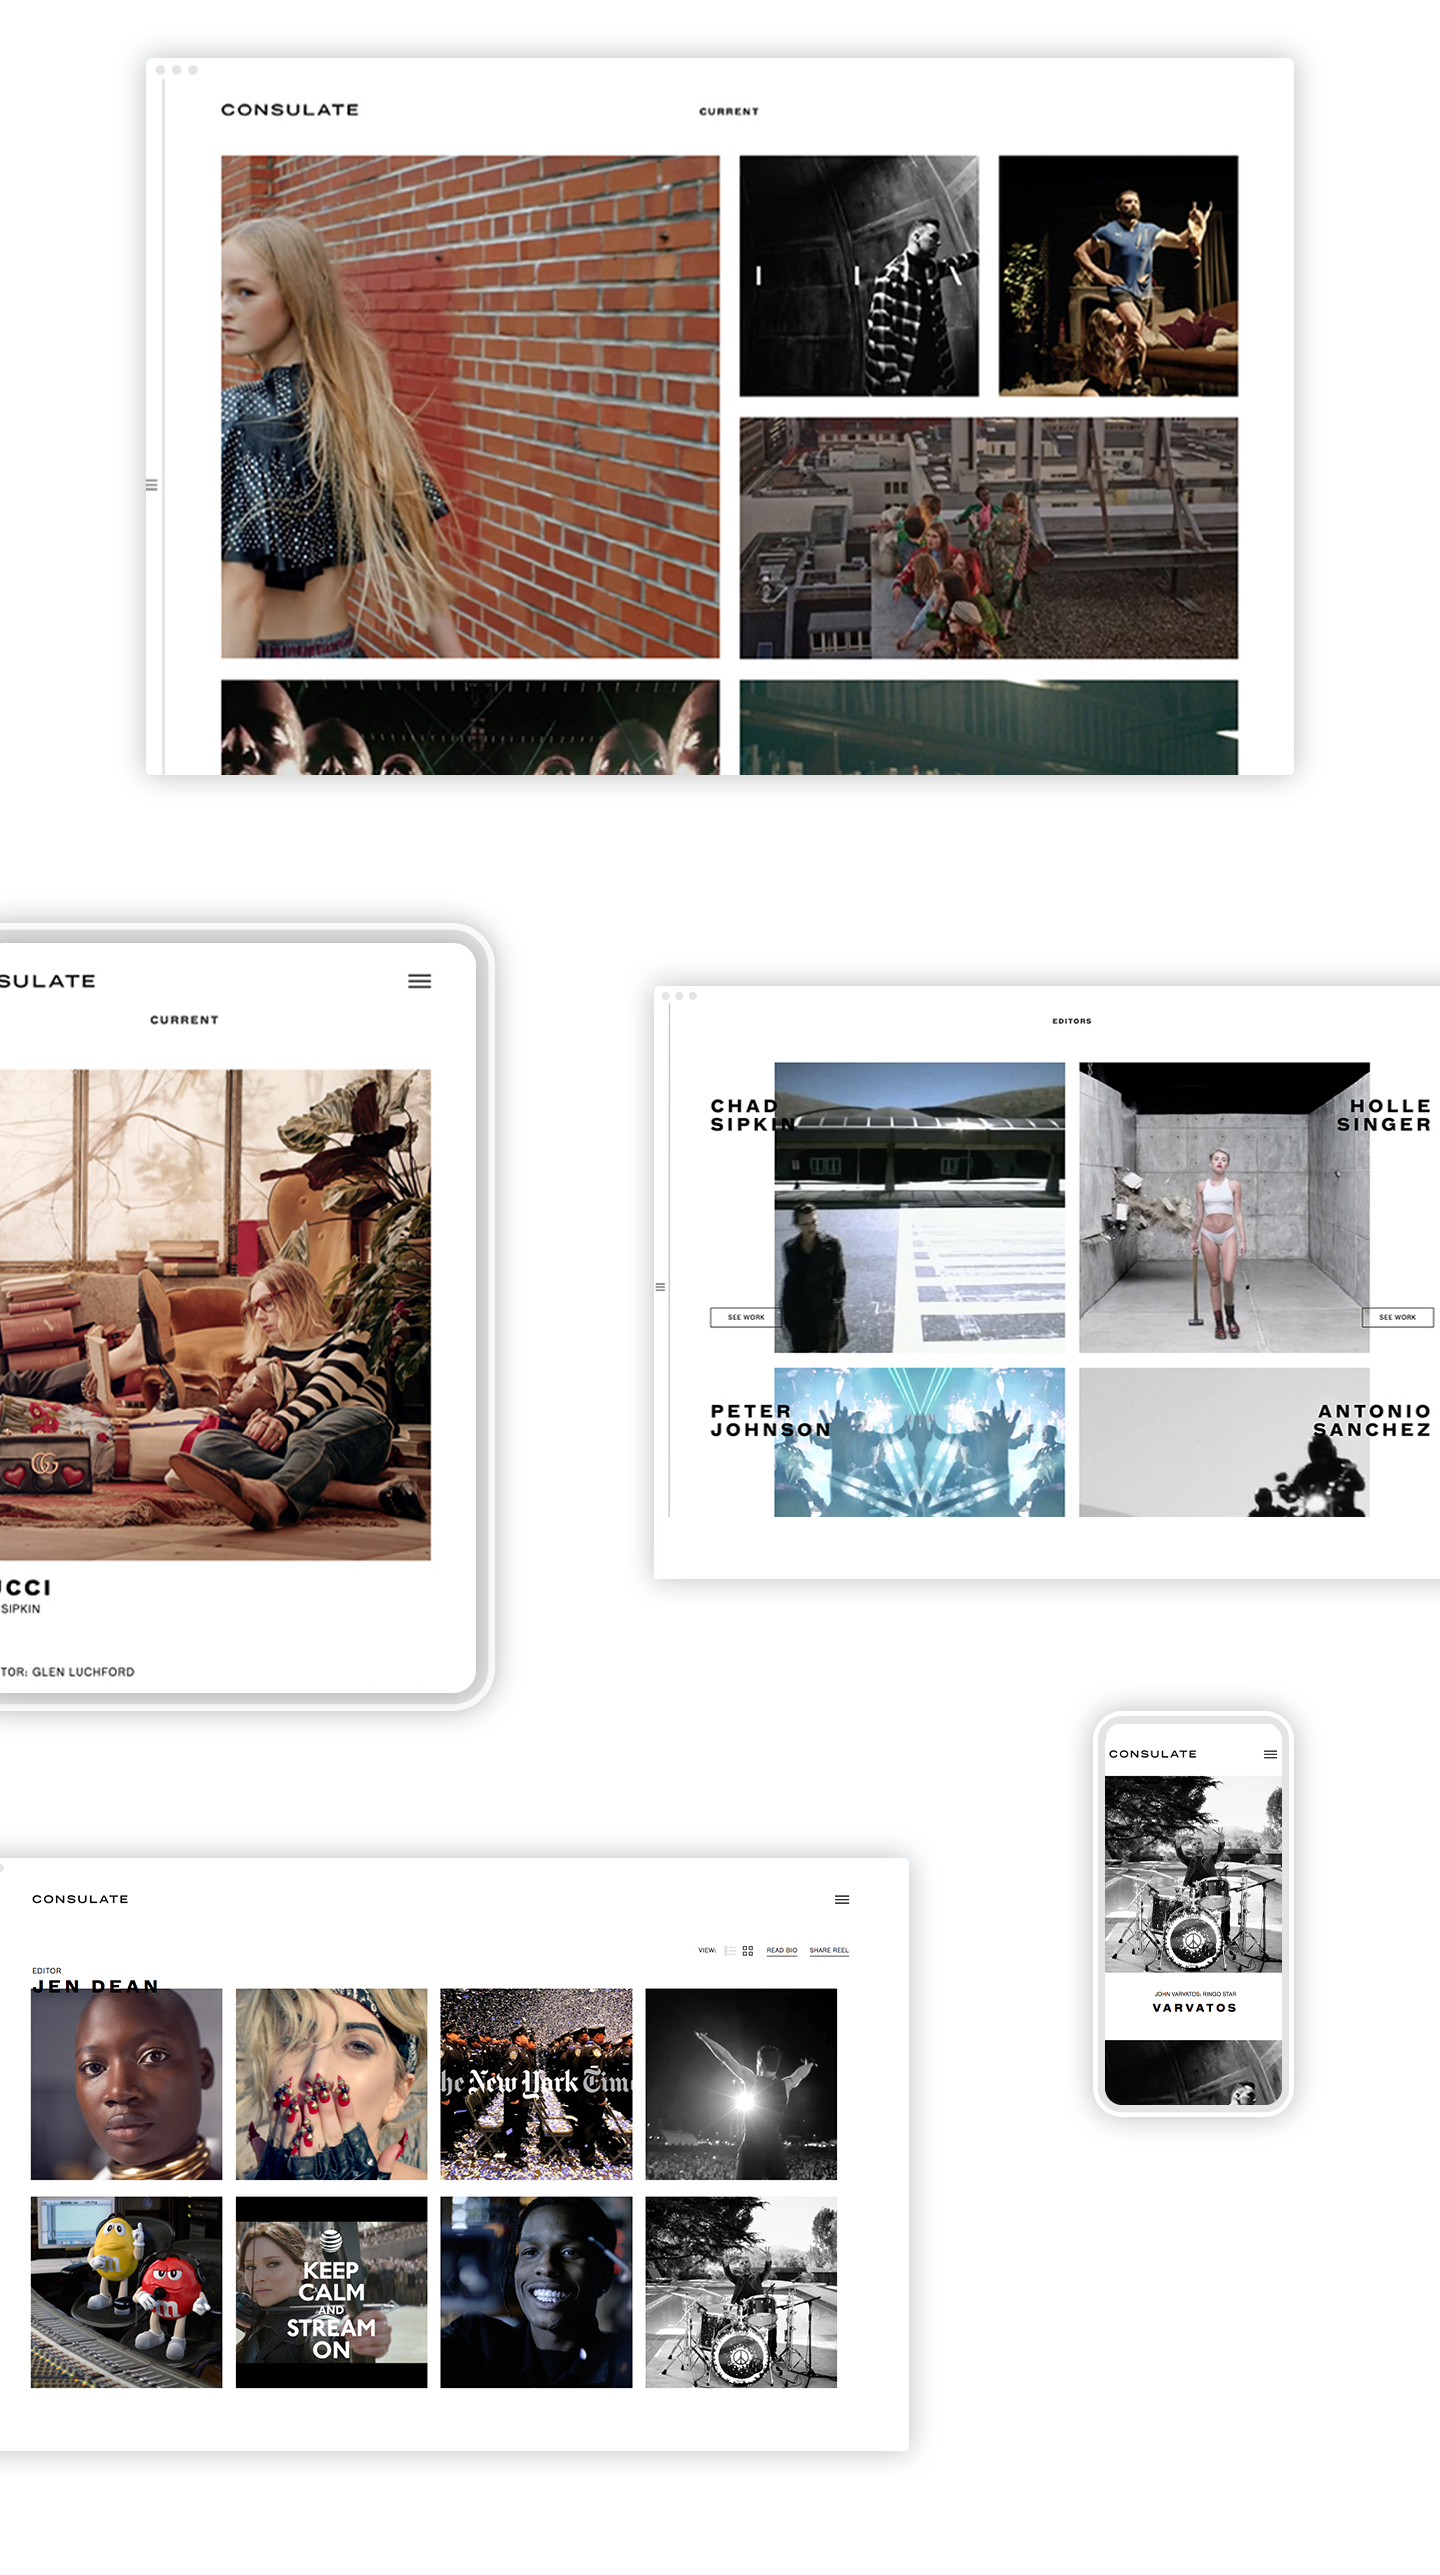 CONSULATE
CURRENT
SULATE
CURRENT
UCCI
SIPKIN
TOR: GLEN LUCHFORD
EDITORS
CHAD
SIPKIN
HOLLE
SINGER
SEE WORK
SEE WORK
PETER
JOHNSON
ANTONIO
SANCHEZ
CONSULATE
JOHN VARVATOS: RINGO STAR
VARVATOS
CONSULATE
VIEW:
READ BIO
SHARE REEL
EDITOR
JEN DEAN
he New York Time
m
m
KEEP
CALM
AND
STREAM
ON